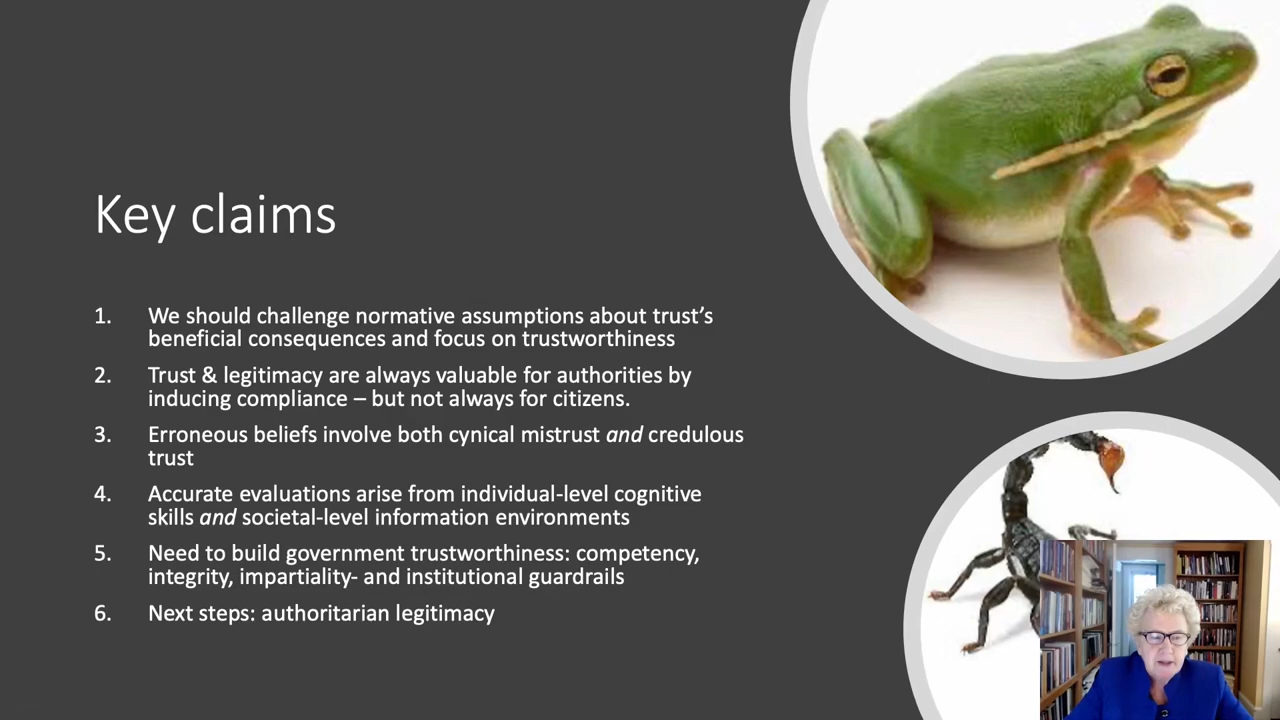 Key claims
1. We should challenge normative assumptions about trust’s
beneficial consequences and focus on trustworthiness
2. Trust & legitimacy are always valuable for authorities by
inducing compliance – but not always for citizens.
3. Erroneous beliefs involve both cynical mistrust and credulous
trust
4. Accurate evaluations arise from individual-level cognitive
skills and societal-level information environments
5. Need to build government trustworthiness: competency,
integrity, impartiality- and institutional guardrails
6. Next steps: authoritarian legitimacy